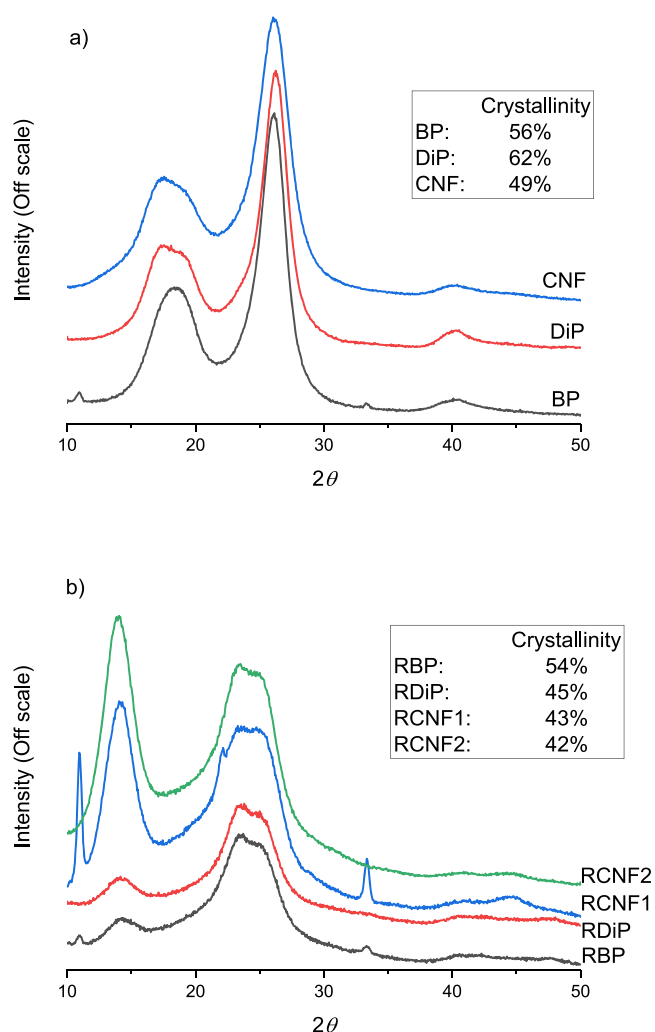 a)
Crystallinity
BP: 56%
DiP: 62%
CNF: 49%
Intensity (Off scale)
CNF
DiP
BP
10 20 30 40 50
2θ
b)
Crystallinity
RBP: 54%
RDiP: 45%
RCNF1: 43%
RCNF2: 42%
Intensity (Off scale)
RCNF2
RCNF1
RDiP
RBP
10 20 30 40 50
2θ